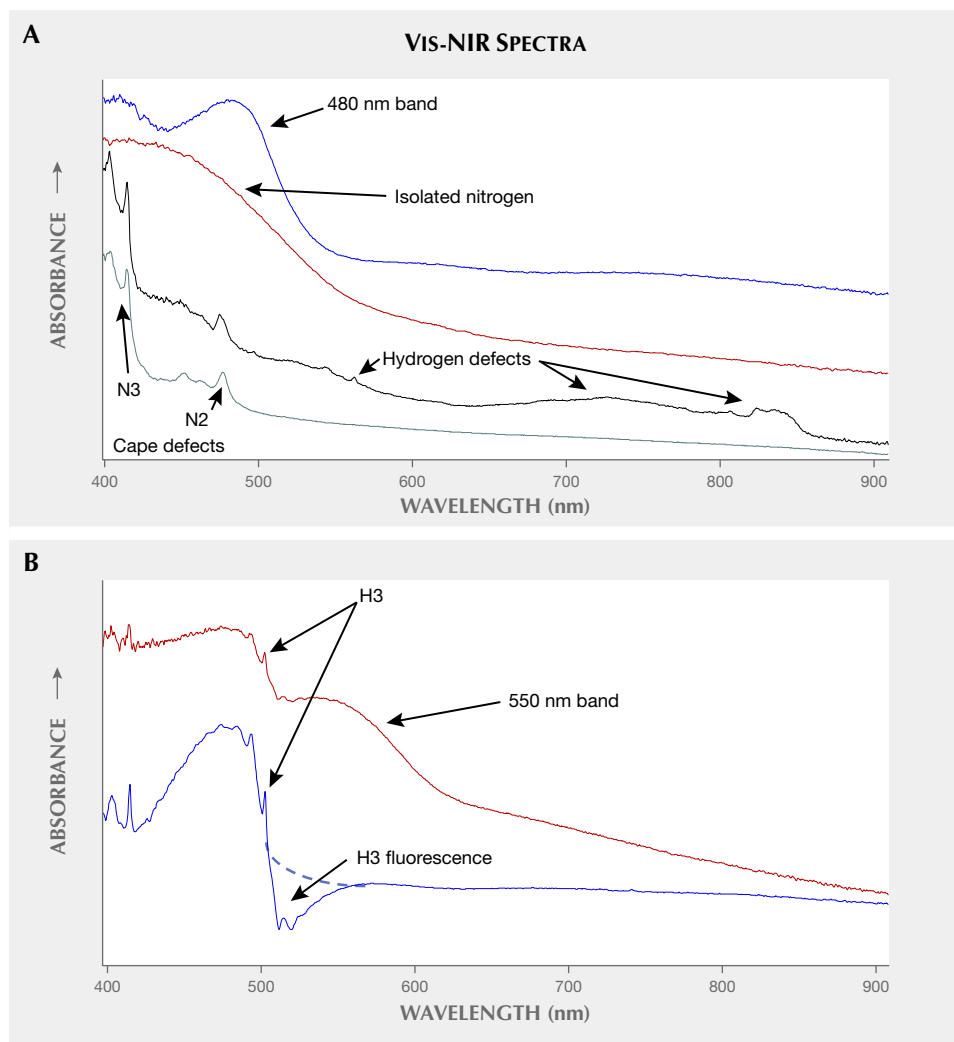 A
VIS-NIR SPECTRA
480 nm band
Isolated nitrogen
Hydrogen defects
N3
N2
Cape defects
ABSORBANCE →
400 500 600 700 800 900
WAVELENGTH (nm)
B
H3
550 nm band
H3 fluorescence
ABSORBANCE →
400 500 600 700 800 900
WAVELENGTH (nm)